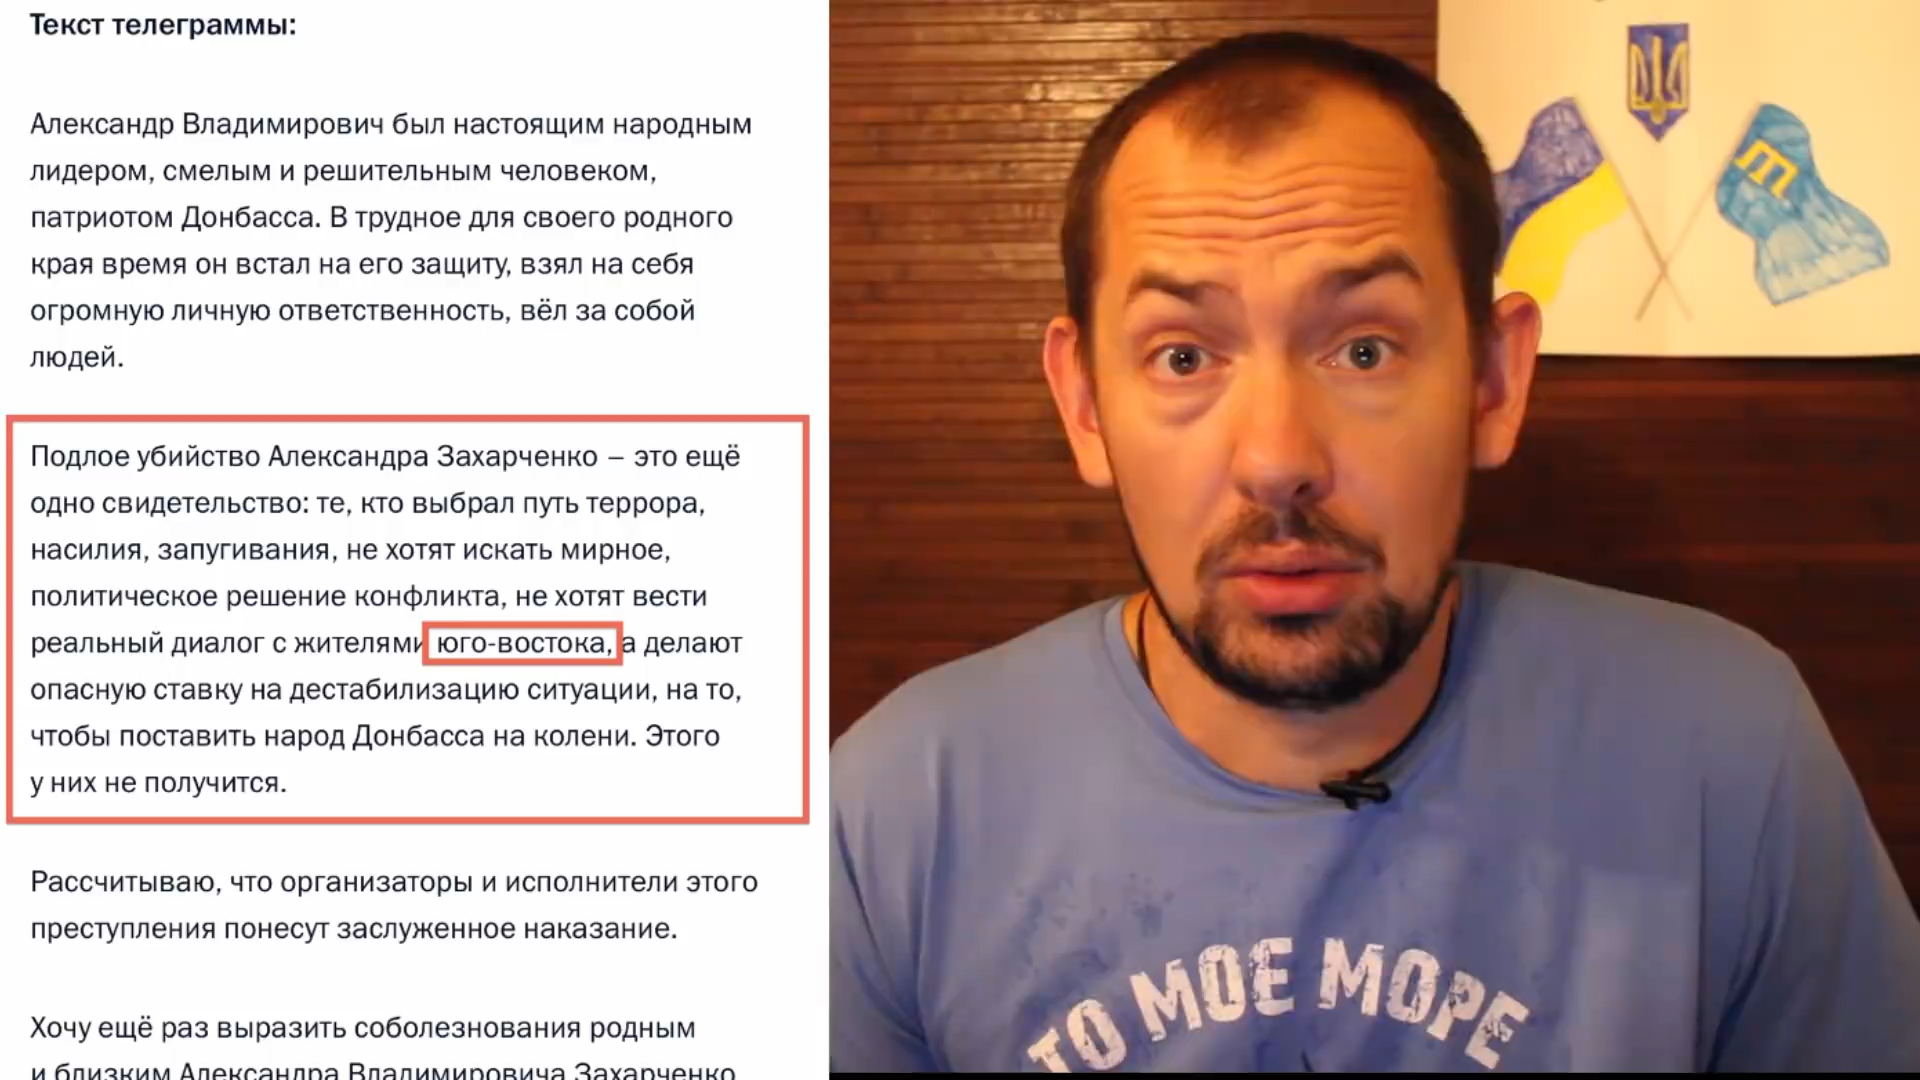 Текст телеграммы:
Александр Владимирович был настоящим народным
лидером, смелым и решительным человеком,
патриотом Донбасса. В трудное для своего родного
края время он встал на его защиту, взял на себя
огромную личную ответственность, вёл за собой
людей.
Подлое убийство Александра Захарченко – это ещё
одно свидетельство: те, кто выбрал путь террора,
насилия, запугивания, не хотят искать мирное,
политическое решение конфликта, не хотят вести
реальный диалог с жителями юго-востока, а делают
опасную ставку на дестабилизацию ситуации, на то,
чтобы поставить народ Донбасса на колени. Этого
у них не получится.
Рассчитываю, что организаторы и исполнители этого
преступления понесут заслуженное наказание.
Хочу ещё раз выразить соболезнования родным
и близким Александра Владимировича Захарченко
ТО МОЕ МОРЕ